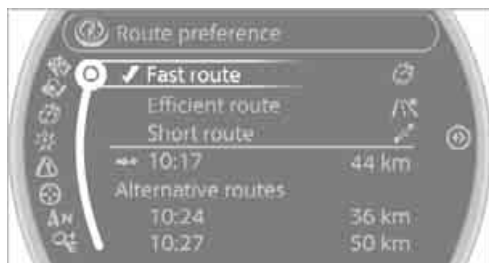 Route preference
Fast route
Efficient route
Short route
10:17 44 km
Alternative routes
10:24 36 km
10:27 50 km
N